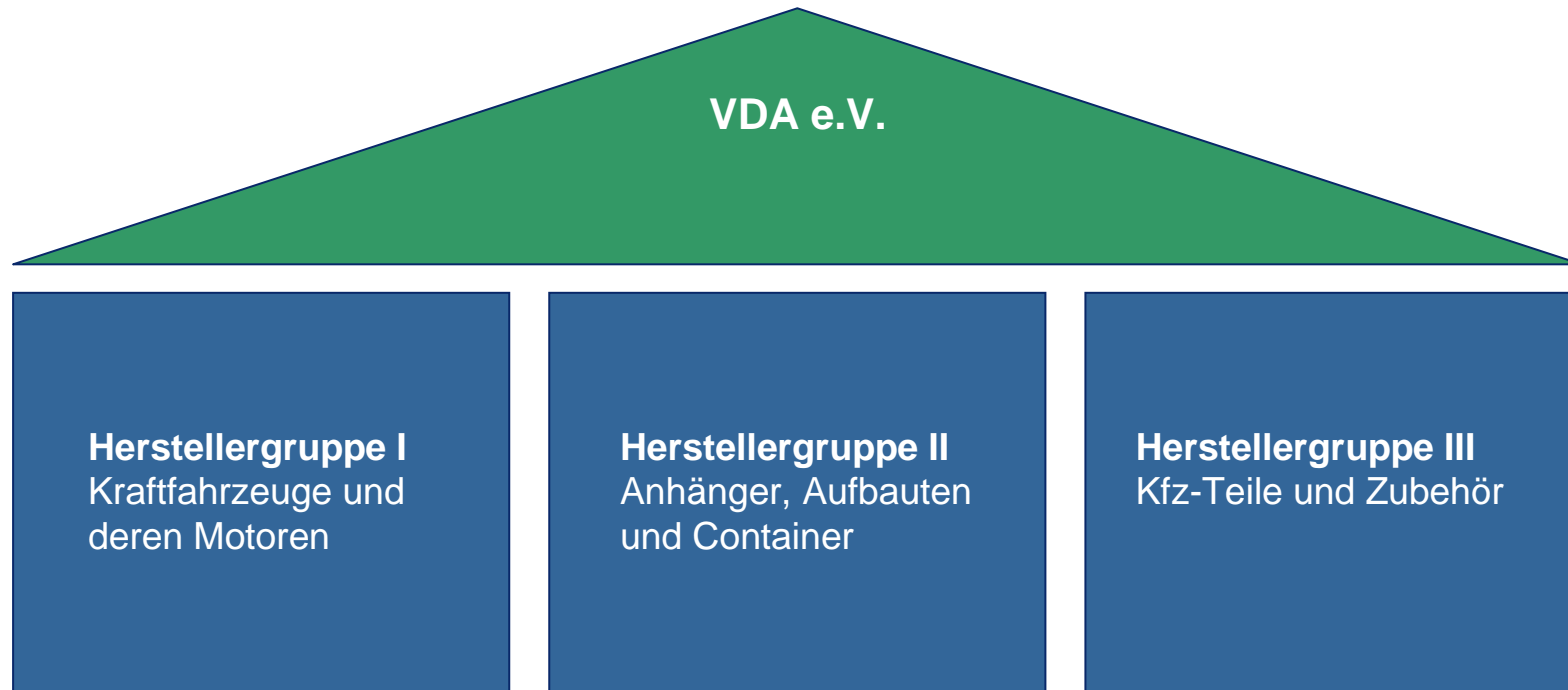 VDA e.V.
Herstellergruppe I
Kraftfahrzeuge und
deren Motoren
Herstellergruppe II
Anhänger, Aufbauten
und Container
Herstellergruppe III
Kfz-Teile und Zubehör